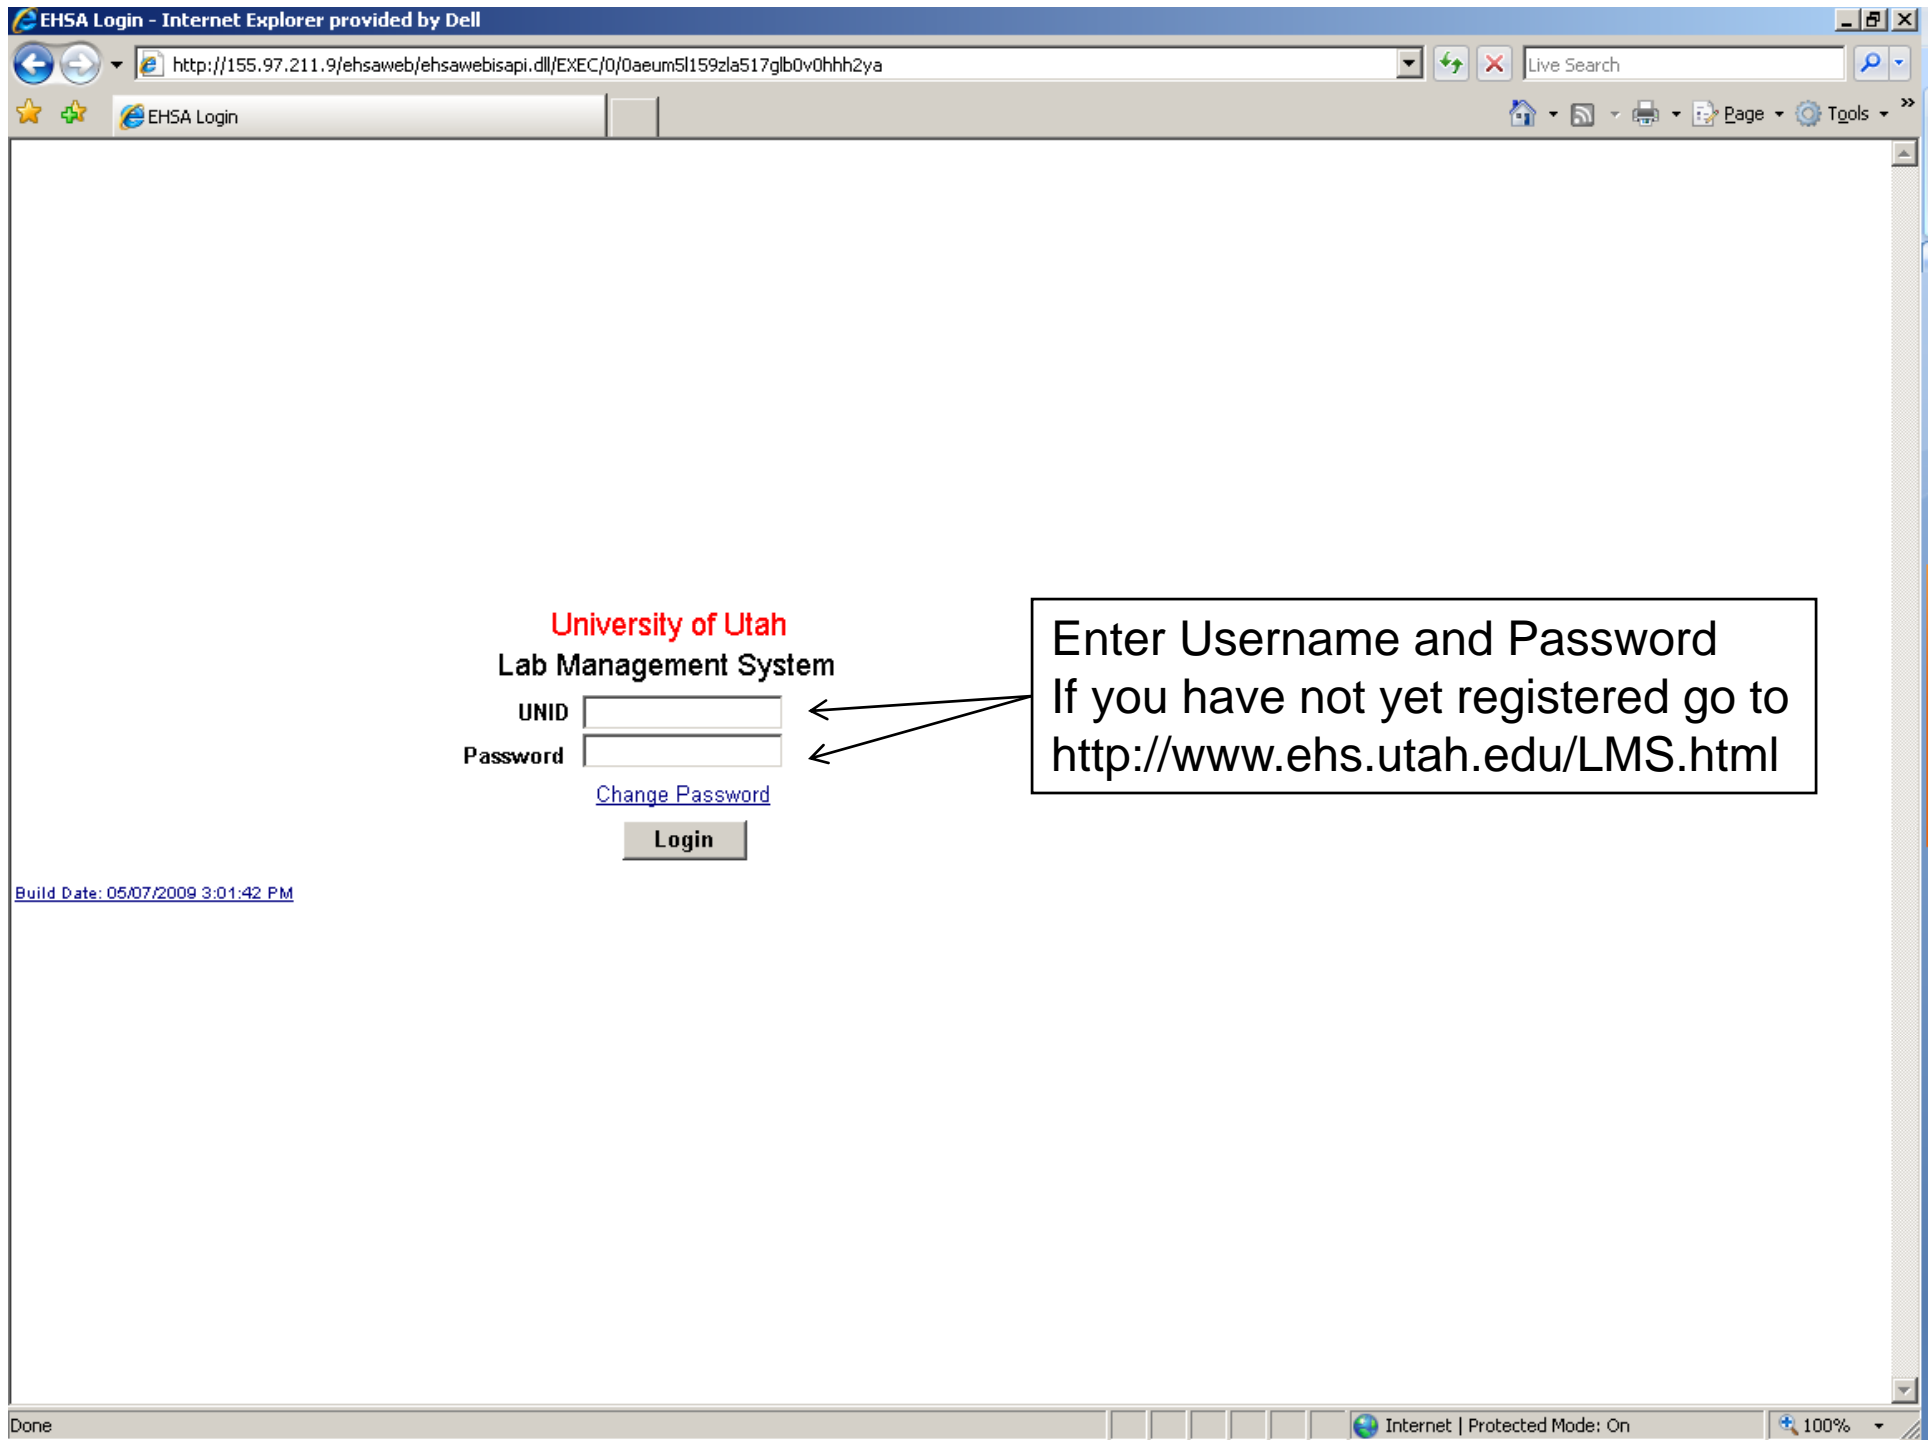 EHSA Login - Internet Explorer provided by Dell
http://155.97.211.9/ehsaweb/ehsawebisapi.dll/EXEC/0/0aeum5l159zla517glb0v0hhh2ya
Live Search
EHSA Login
Page
Tools
»
University of Utah
Lab Management System
UNID
Password
Change Password
Login
Enter Username and Password
If you have not yet registered go to
http://www.ehs.utah.edu/LMS.html
Build Date: 05/07/2009 3:01:42 PM
Done
Internet | Protected Mode: On
100%